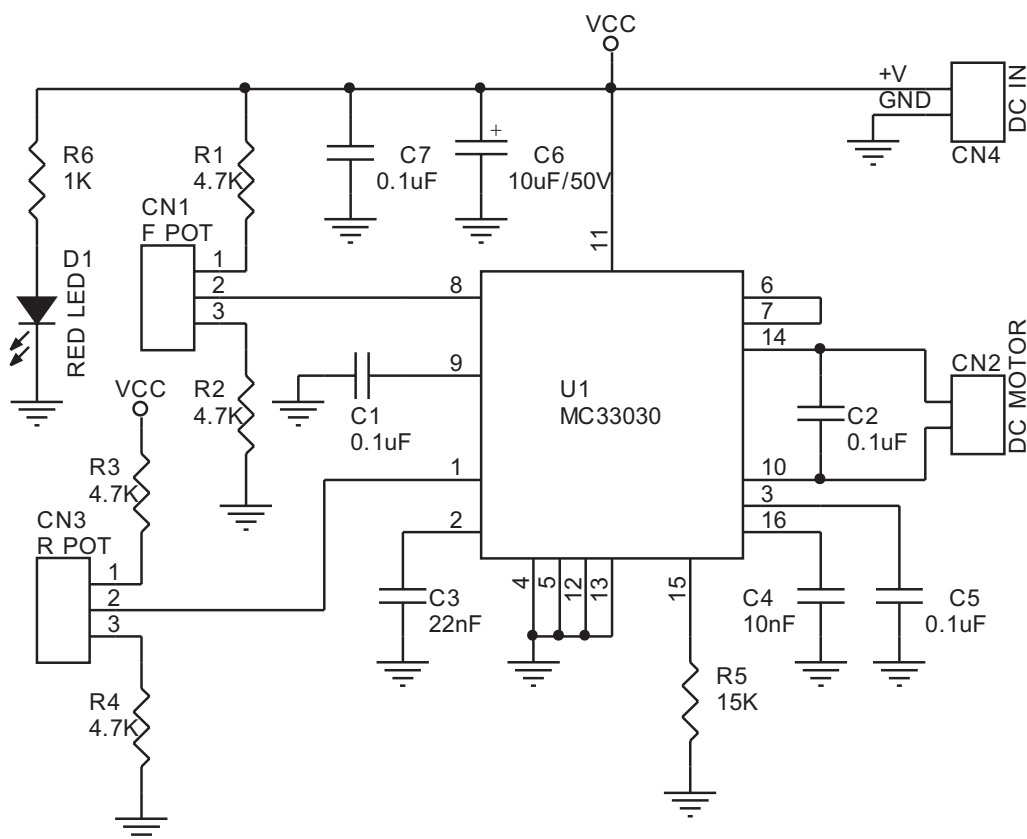 VCC
+V
GND
DC IN
CN4
R6
1K
R1
4.7K
C7
0.1uF
+
C6
10uF/50V
CN1
F POT
1
2
3
11
D1
RED LED
8
6
7
14
9
U1
MC33030
CN2
DC MOTOR
C1
0.1uF
C2
0.1uF
VCC
R2
4.7K
R3
4.7K
1
10
3
16
2
CN3
R POT
1
2
3
4
5
12
13
15
C3
22nF
C4
10nF
C5
0.1uF
R4
4.7K
R5
15K